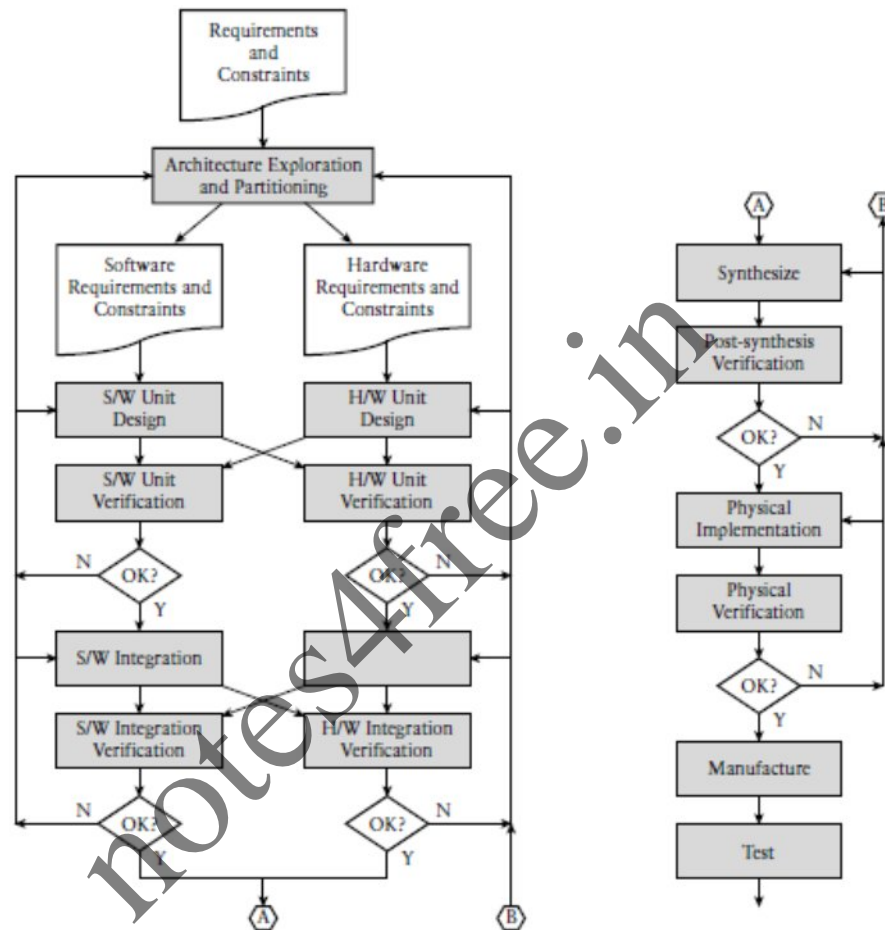 Requirements
and
Constraints
Architecture Exploration
and Partitioning
Software
Requirements and
Constraints
Hardware
Requirements and
Constraints
S/W Unit
Design
H/W Unit
Design
S/W Unit
Verification
H/W Unit
Verification
N
OK?
Y
OK?
N
Y
S/W Integration
S/W Integration
Verification
H/W Integration
Verification
N
OK?
Y
OK?
N
Y
A
B
A
B
Synthesize
Post-synthesis
Verification
OK?
N
Y
Physical
Implementation
Physical
Verification
OK?
N
Y
Manufacture
Test
notes4free.in